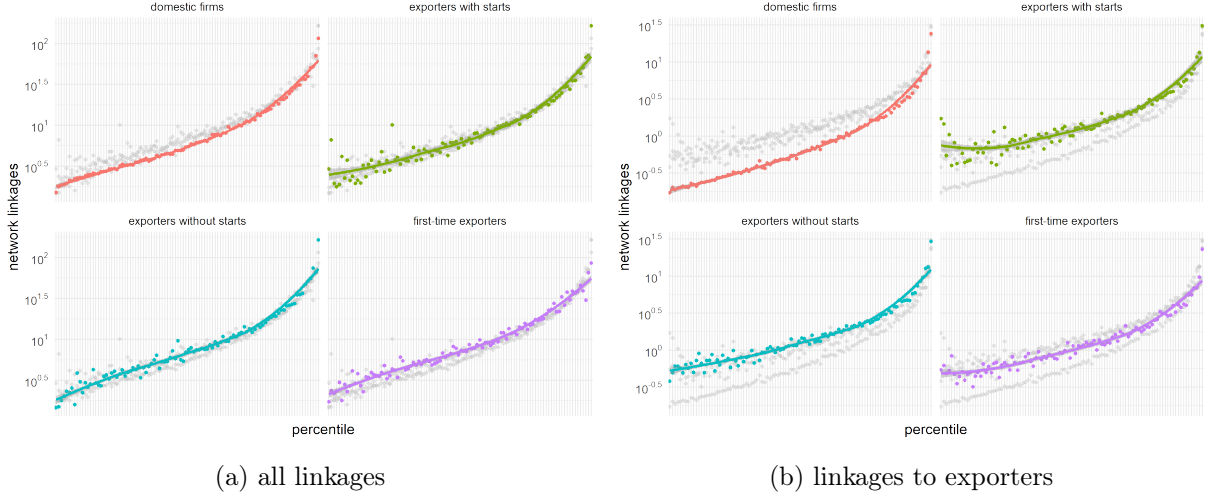 domestic firms
exporters with starts
10^2
10^1.5
10^1
10^0.5
exporters without starts
first-time exporters
10^2
10^1.5
10^1
10^0.5
network linkages
percentile
(a) all linkages
domestic firms
exporters with starts
10^1.5
10^1
10^0.5
10^0
10^-0.5
exporters without starts
first-time exporters
10^1.5
10^1
10^0.5
10^0
10^-0.5
network linkages
percentile
(b) linkages to exporters